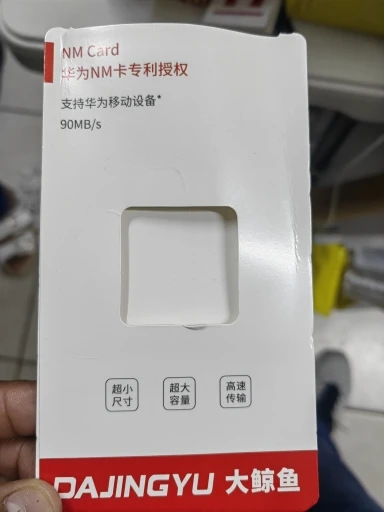 NM Card
华为NM卡专利授权
支持华为移动设备*
90MB/s
超小
尺寸
超大
容量
高速
传输
DAJINGYU 大鲸鱼